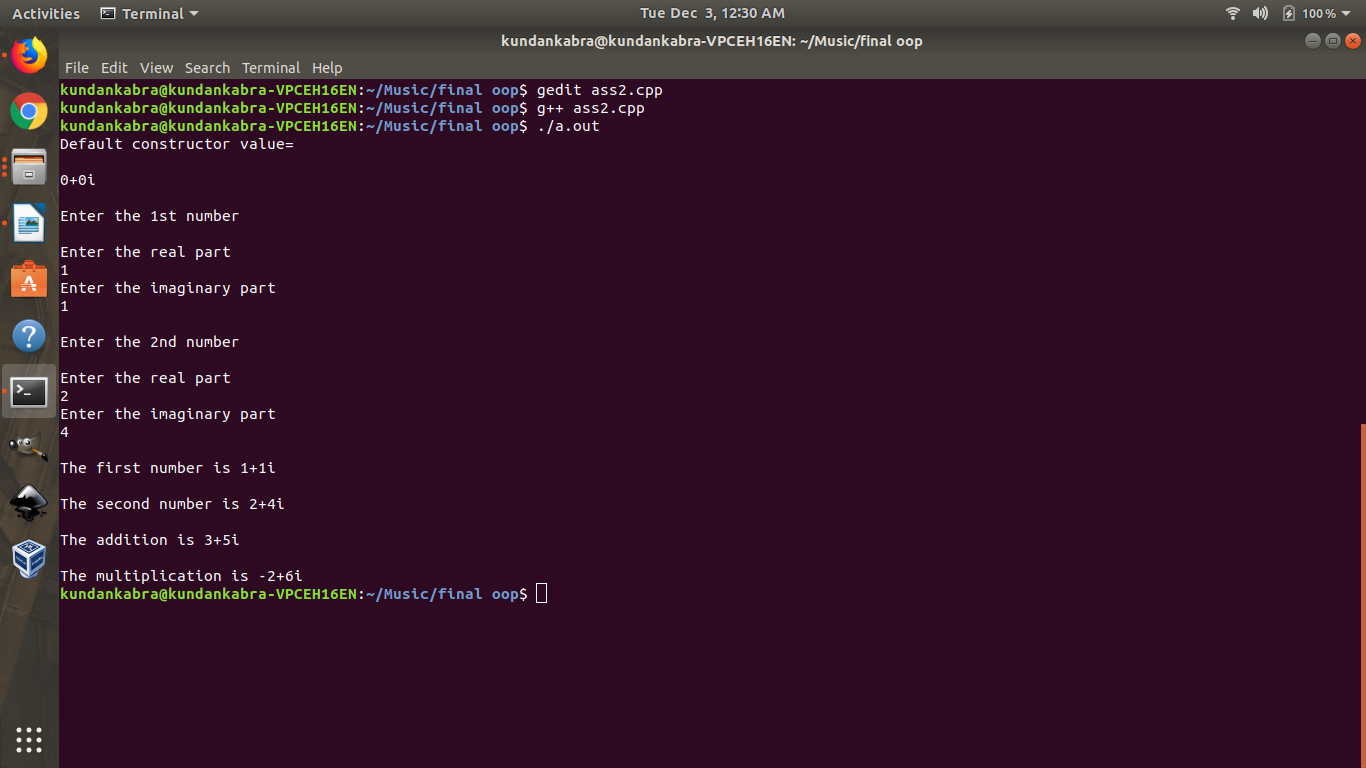 Activities Terminal Tue Dec 3, 12:30 AM 100%
kundankabra@kundankabra-VPCEH16EN: ~/Music/final oop
File Edit View Search Terminal Help
kundankabra@kundankabra-VPCEH16EN:~/Music/final oop$ gedit ass2.cpp
kundankabra@kundankabra-VPCEH16EN:~/Music/final oop$ g++ ass2.cpp
kundankabra@kundankabra-VPCEH16EN:~/Music/final oop$ ./a.out
Default constructor value=
0+0i
Enter the 1st number
Enter the real part
1
Enter the imaginary part
1
Enter the 2nd number
Enter the real part
2
Enter the imaginary part
4
The first number is 1+1i
The second number is 2+4i
The addition is 3+5i
The multiplication is -2+6i
kundankabra@kundankabra-VPCEH16EN:~/Music/final oop$